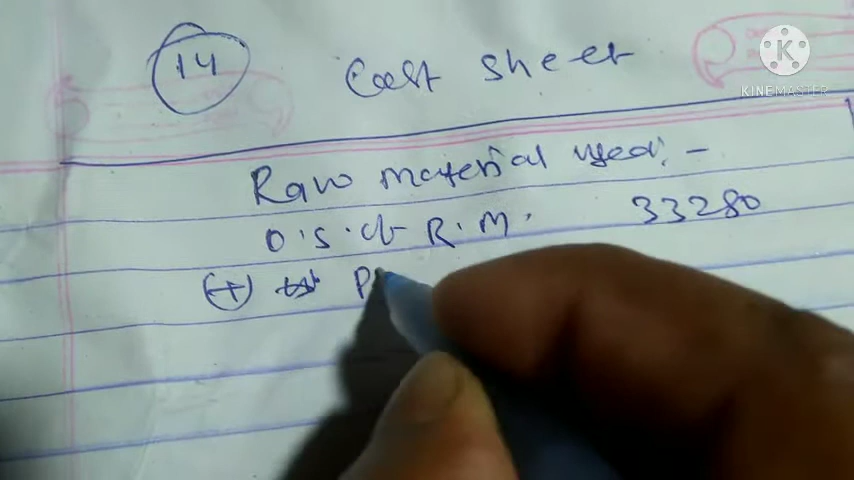 14 Cost sheet
K
KINEMASTER
Raw material used. -
O.S. of R.M. 33280
(+) P